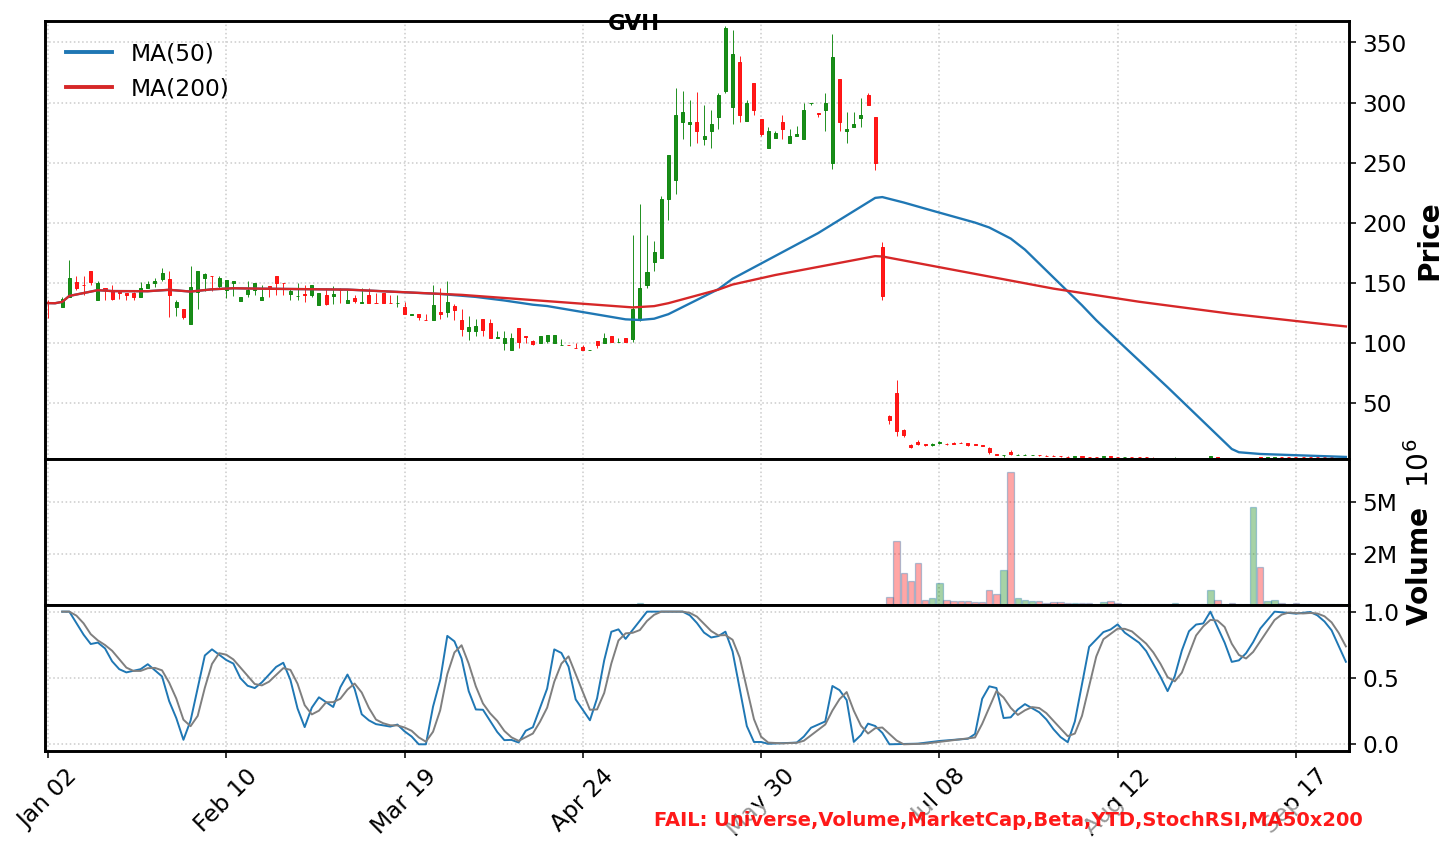 GVH
MA(50)
MA(200)
350
300
250
200
150
100
50
Price
5M
2M
Volume 10^6
1.0
0.5
0.0
Jan 02
Feb 10
Mar 19
Apr 24
May 30
Jul 08
Aug 12
Sep 17
FAIL: Universe,Volume,MarketCap,Beta,YTD,StochRSI,MA50x200